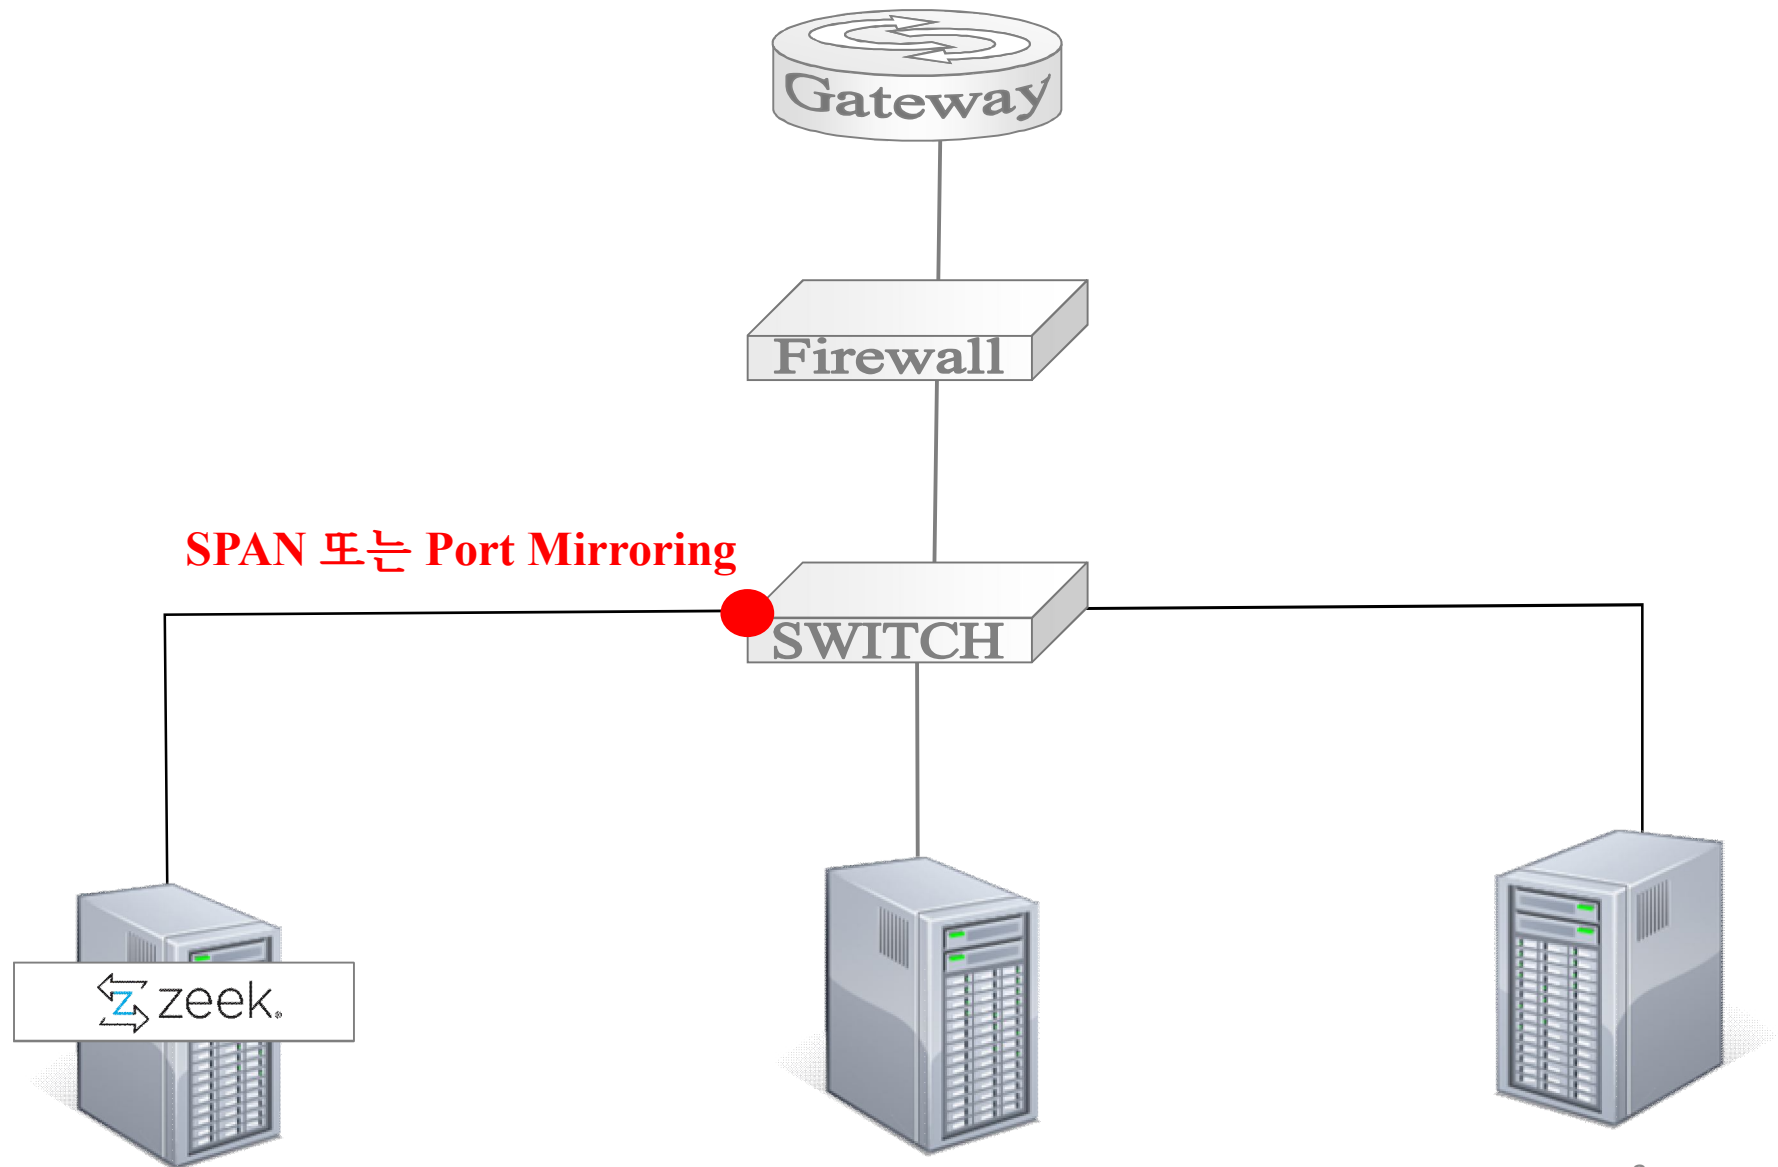 Gateway
Firewall
SPAN 또는 Port Mirroring
SWITCH
zeek